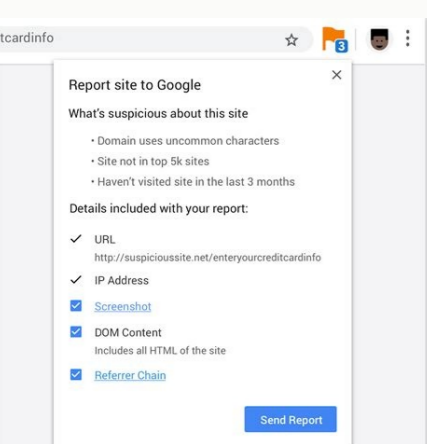 tcardinfo
3
Report site to Google
What's suspicious about this site
• Domain uses uncommon characters
• Site not in top 5k sites
• Haven't visited site in the last 3 months
Details included with your report:
URL
http://suspicioussite.net/enteryourcreditcardinfo
IP Address
Screenshot
DOM Content
Includes all HTML of the site
Referrer Chain
Send Report